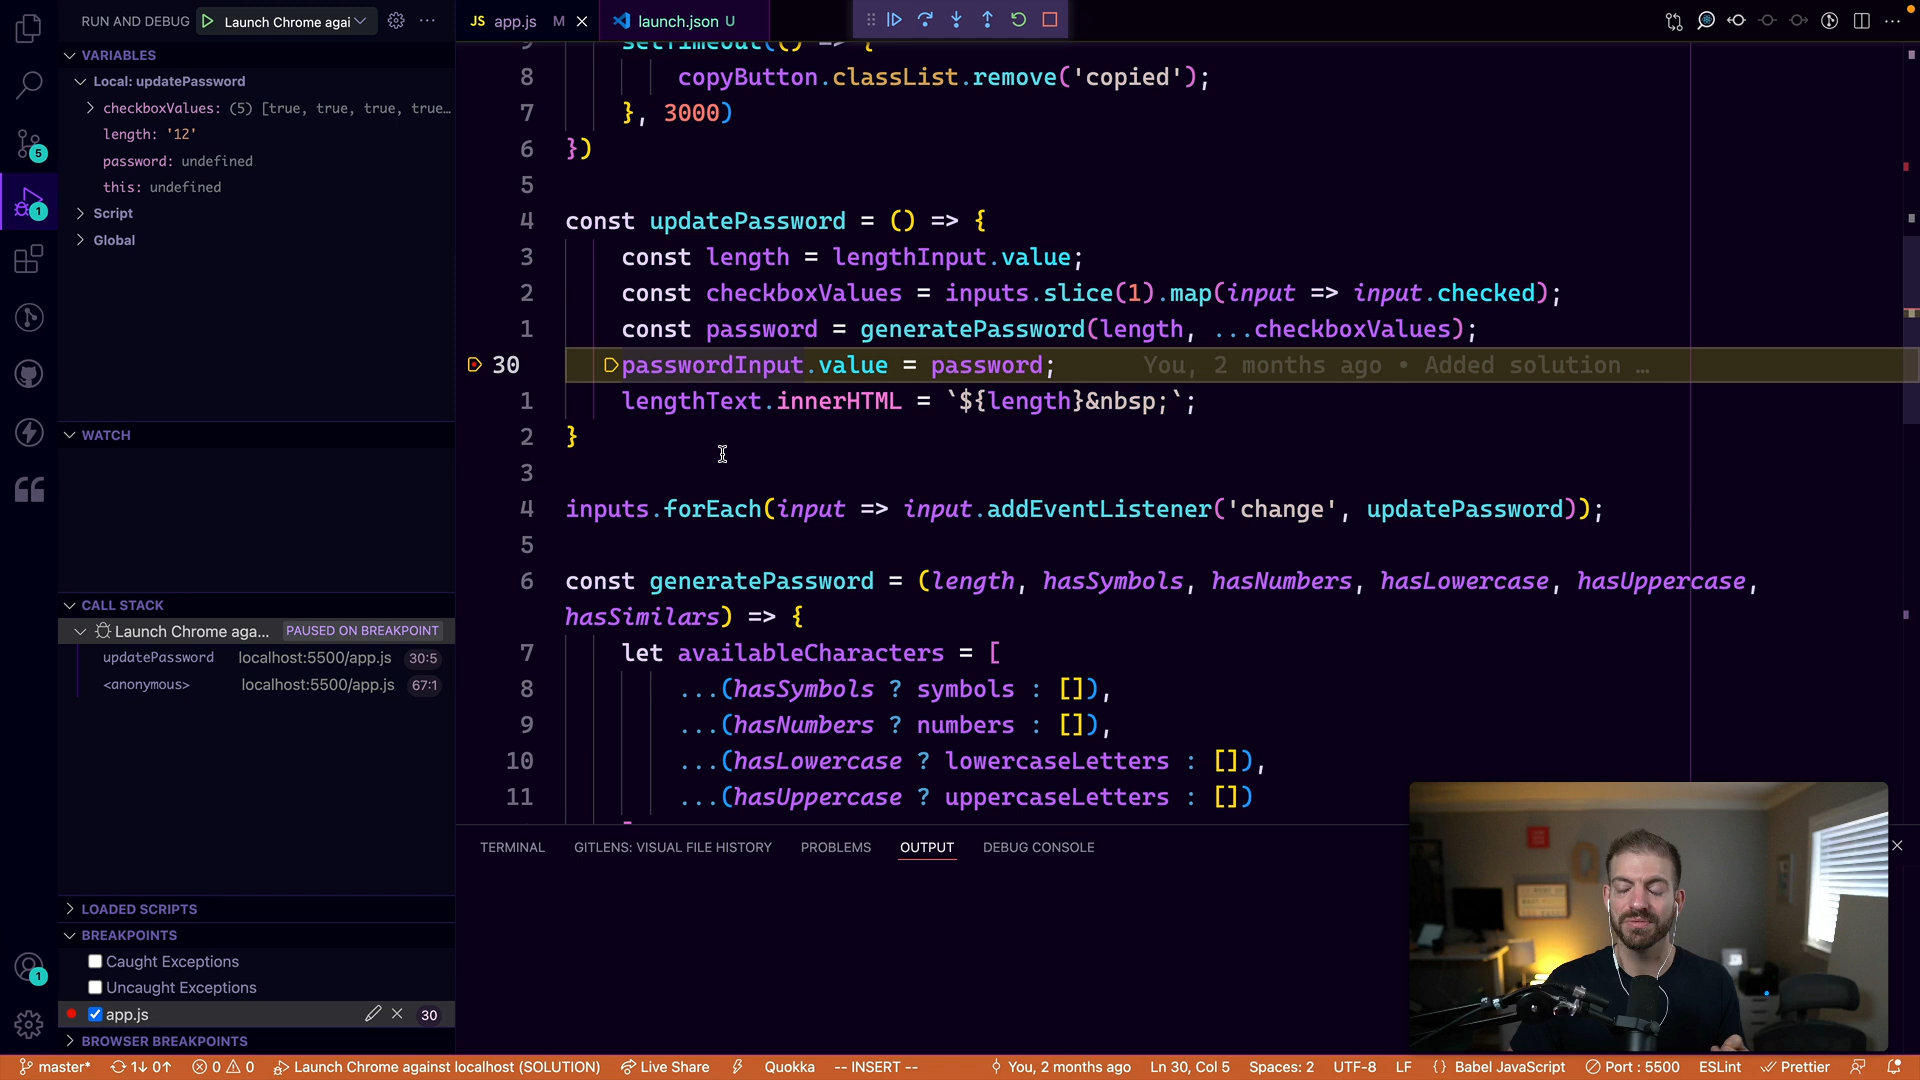 RUN AND DEBUG Launch Chrome agai
JS app.js M
launch.json U
VARIABLES
Local: updatePassword
checkboxValues: (5) [true, true, true, true…
length: '12'
password: undefined
this: undefined
Script
Global
WATCH
CALL STACK
Launch Chrome aga... PAUSED ON BREAKPOINT
updatePassword localhost:5500/app.js 30:5
<anonymous> localhost:5500/app.js 67:1
LOADED SCRIPTS
BREAKPOINTS
Caught Exceptions
Uncaught Exceptions
app.js 30
BROWSER BREAKPOINTS
5
1
1
9 setTimeout(() => {
8 copyButton.classList.remove('copied');
7 }, 3000)
6 })
5
4 const updatePassword = () => {
3 const length = lengthInput.value;
2 const checkboxValues = inputs.slice(1).map(input => input.checked);
1 const password = generatePassword(length, ...checkboxValues);
30 passwordInput.value = password; You, 2 months ago • Added solution …
1 lengthText.innerHTML = `${length}&nbsp;`;
2 }
3
4 inputs.forEach(input => input.addEventListener('change', updatePassword));
5
6 const generatePassword = (length, hasSymbols, hasNumbers, hasLowercase, hasUppercase,
hasSimilars) => {
7 let availableCharacters = [
8 ...(hasSymbols ? symbols : []),
9 ...(hasNumbers ? numbers : []),
10 ...(hasLowercase ? lowercaseLetters : []),
11 ...(hasUppercase ? uppercaseLetters : [])
TERMINAL GITLENS: VISUAL FILE HISTORY PROBLEMS OUTPUT DEBUG CONSOLE
master* 1↓ 0↑ 0 0 Launch Chrome against localhost (SOLUTION) Live Share Quokka -- INSERT -- You, 2 months ago Ln 30, Col 5 Spaces: 2 UTF-8 LF {} Babel JavaScript Port : 5500 ESLint Prettier